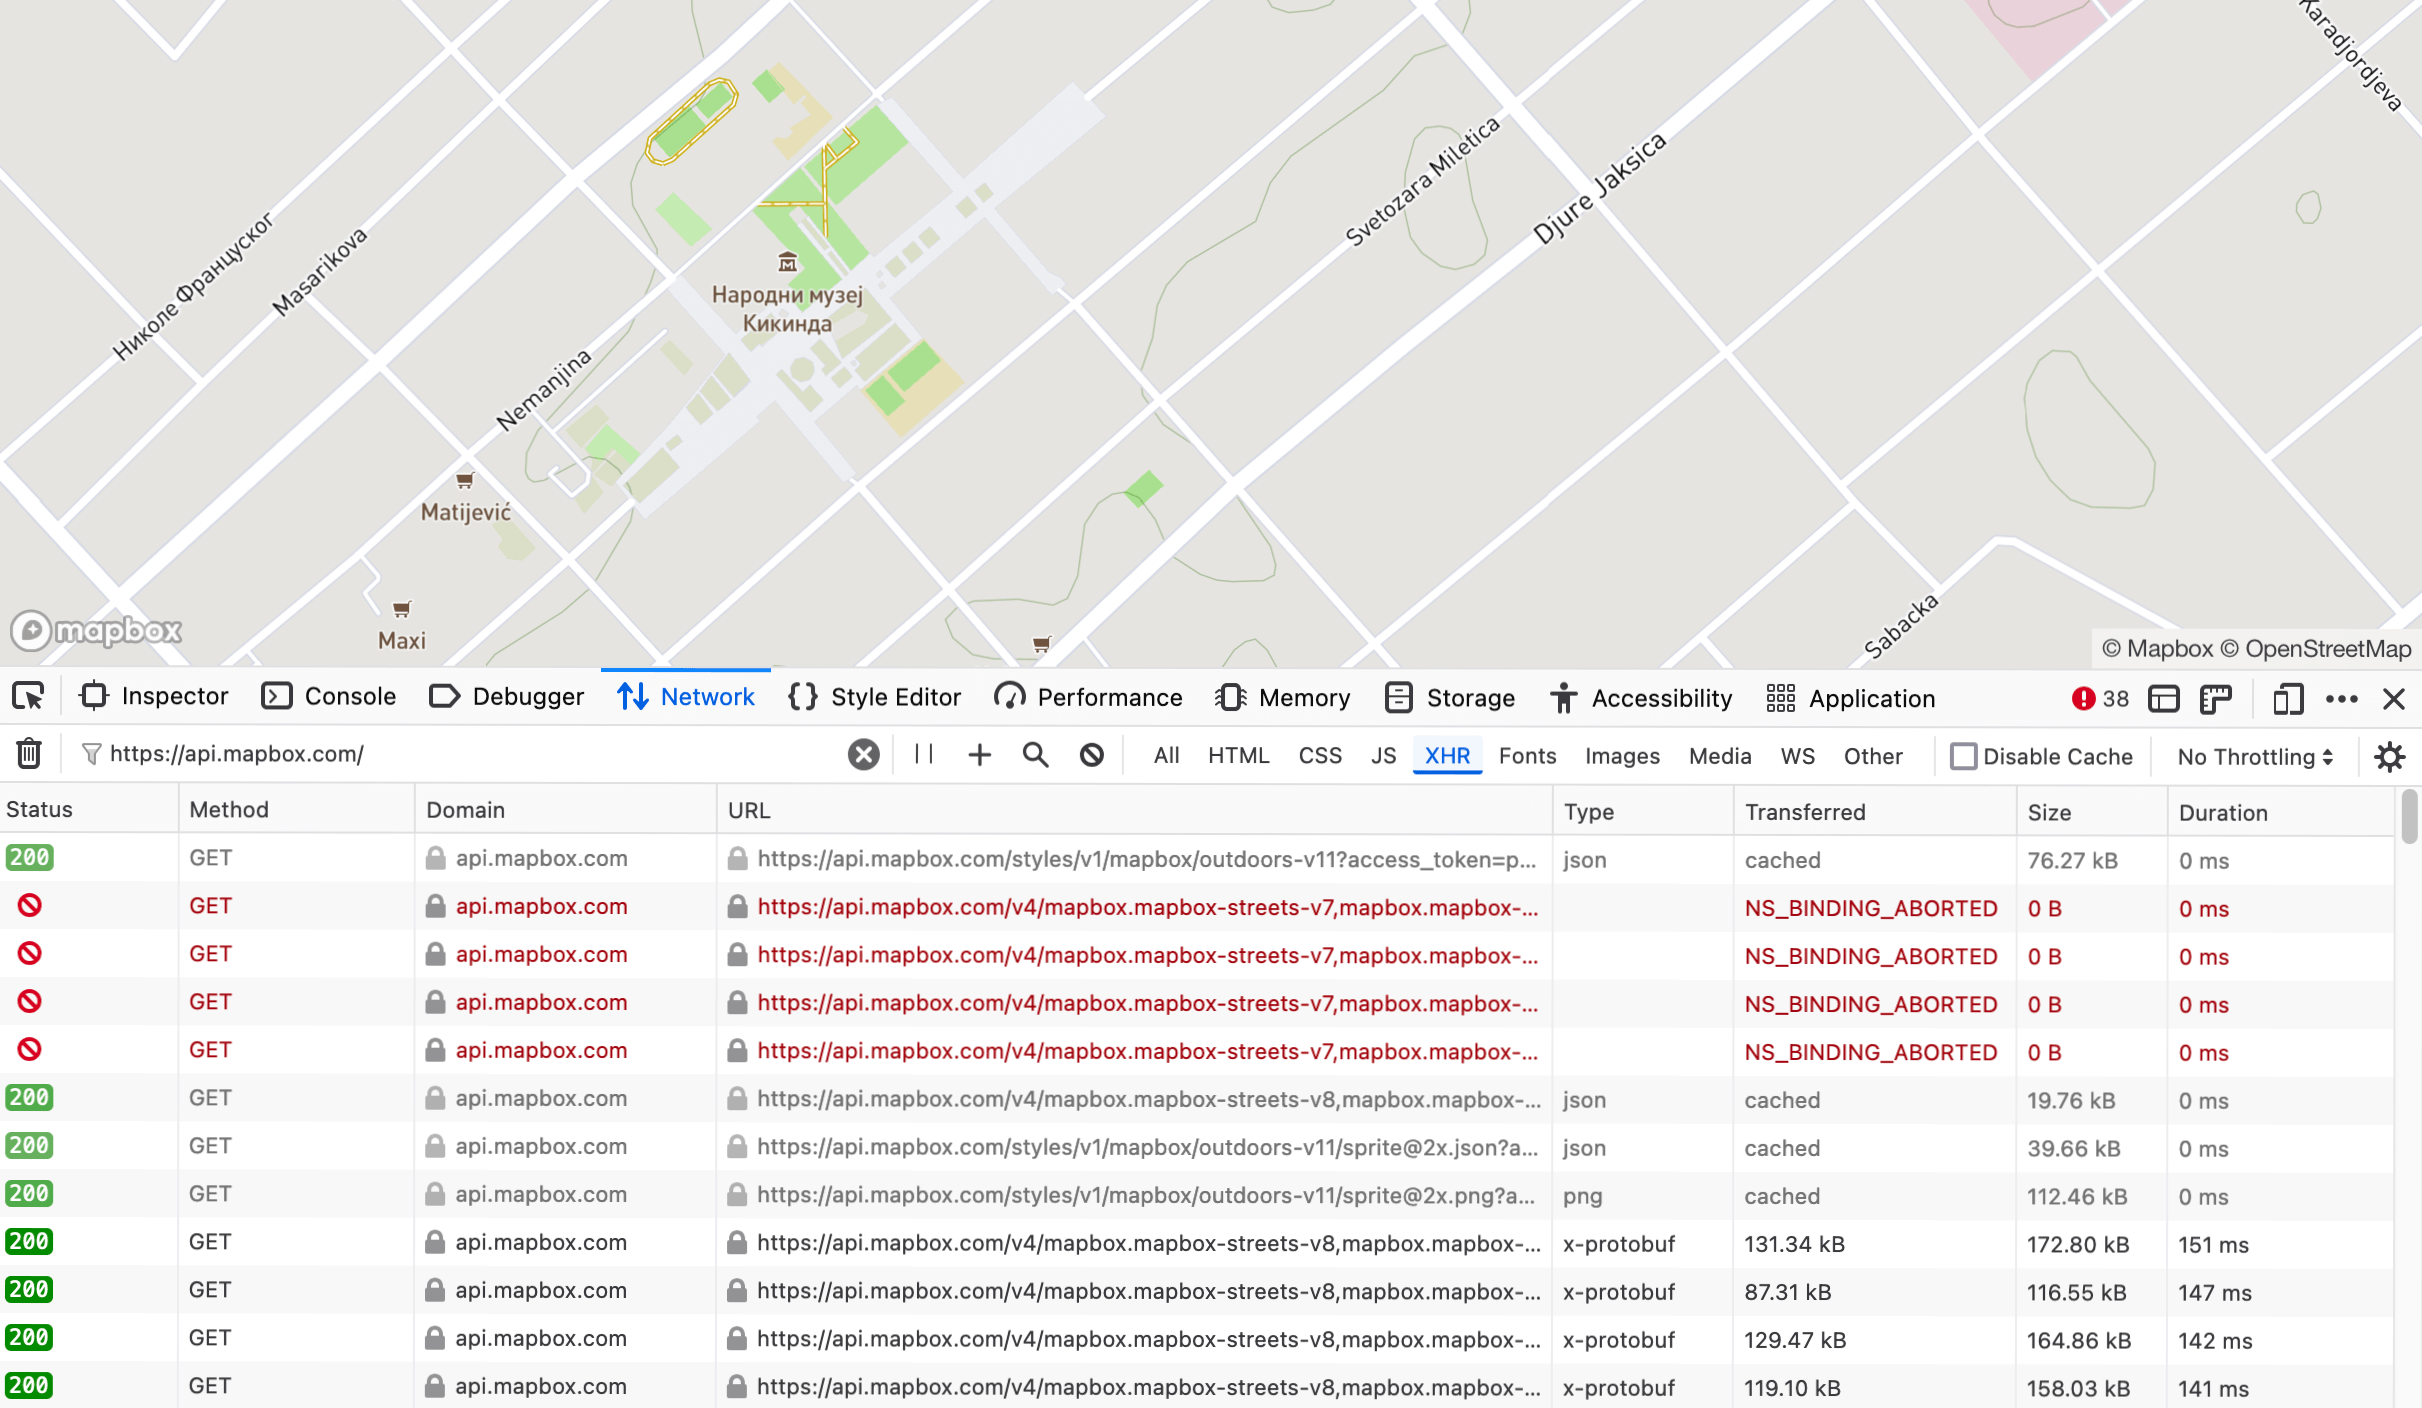 Karadjordjeva
Svetozara Miletica
Djure Jaksica
Николе Француског
Masarikova
Народни музеј
Кикинда
Nemanjina
Matijević
Maxi
Sabacka
mapbox
© Mapbox © OpenStreetMap
Inspector Console Debugger Network Style Editor Performance Memory Storage Accessibility Application 38
https://api.mapbox.com/ All HTML CSS JS XHR Fonts Images Media WS Other Disable Cache No Throttling
Status Method Domain URL Type Transferred Size Duration
200 GET api.mapbox.com https://api.mapbox.com/styles/v1/mapbox/outdoors-v11?access_token=p... json cached 76.27 kB 0 ms
GET api.mapbox.com https://api.mapbox.com/v4/mapbox.mapbox-streets-v7,mapbox.mapbox-... NS_BINDING_ABORTED 0 B 0 ms
GET api.mapbox.com https://api.mapbox.com/v4/mapbox.mapbox-streets-v7,mapbox.mapbox-... NS_BINDING_ABORTED 0 B 0 ms
GET api.mapbox.com https://api.mapbox.com/v4/mapbox.mapbox-streets-v7,mapbox.mapbox-... NS_BINDING_ABORTED 0 B 0 ms
GET api.mapbox.com https://api.mapbox.com/v4/mapbox.mapbox-streets-v7,mapbox.mapbox-... NS_BINDING_ABORTED 0 B 0 ms
200 GET api.mapbox.com https://api.mapbox.com/v4/mapbox.mapbox-streets-v8,mapbox.mapbox-... json cached 19.76 kB 0 ms
200 GET api.mapbox.com https://api.mapbox.com/styles/v1/mapbox/outdoors-v11/sprite@2x.json?a... json cached 39.66 kB 0 ms
200 GET api.mapbox.com https://api.mapbox.com/styles/v1/mapbox/outdoors-v11/sprite@2x.png?a... png cached 112.46 kB 0 ms
200 GET api.mapbox.com https://api.mapbox.com/v4/mapbox.mapbox-streets-v8,mapbox.mapbox-... x-protobuf 131.34 kB 172.80 kB 151 ms
200 GET api.mapbox.com https://api.mapbox.com/v4/mapbox.mapbox-streets-v8,mapbox.mapbox-... x-protobuf 87.31 kB 116.55 kB 147 ms
200 GET api.mapbox.com https://api.mapbox.com/v4/mapbox.mapbox-streets-v8,mapbox.mapbox-... x-protobuf 129.47 kB 164.86 kB 142 ms
200 GET api.mapbox.com https://api.mapbox.com/v4/mapbox.mapbox-streets-v8,mapbox.mapbox-... x-protobuf 119.10 kB 158.03 kB 141 ms